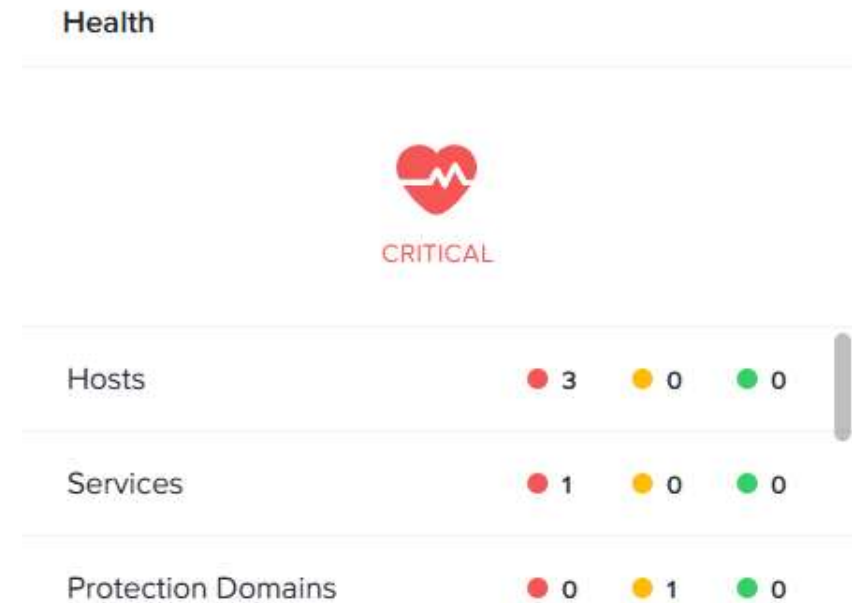 Health
CRITICAL
Hosts 3 0 0
Services 1 0 0
Protection Domains 0 1 0